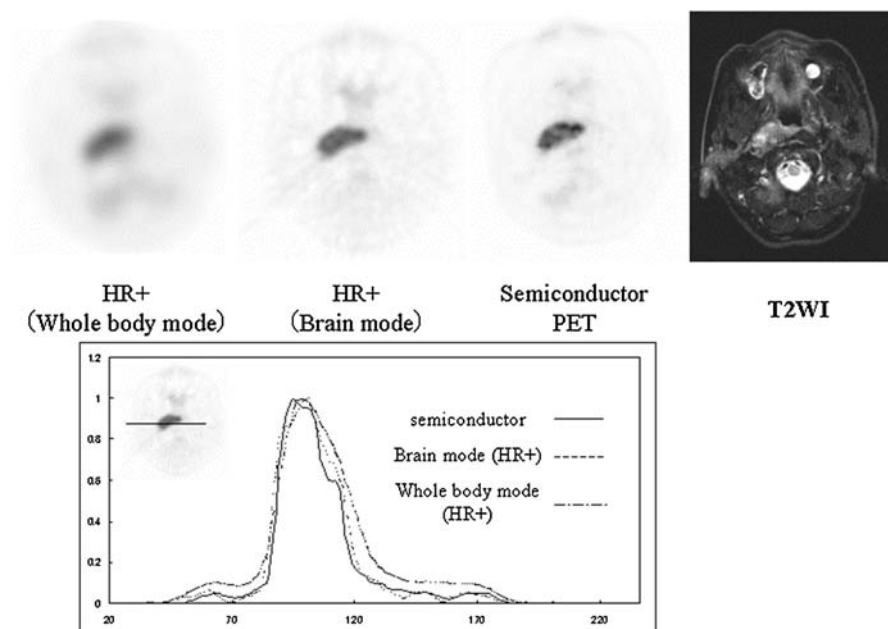 HR+
(Whole body mode)
HR+
(Brain mode)
Semiconductor
PET
T2WI
1.2
1
0.8
0.6
0.4
0.2
0
semiconductor
Brain mode (HR+)
Whole body mode
(HR+)
20
70
120
170
220